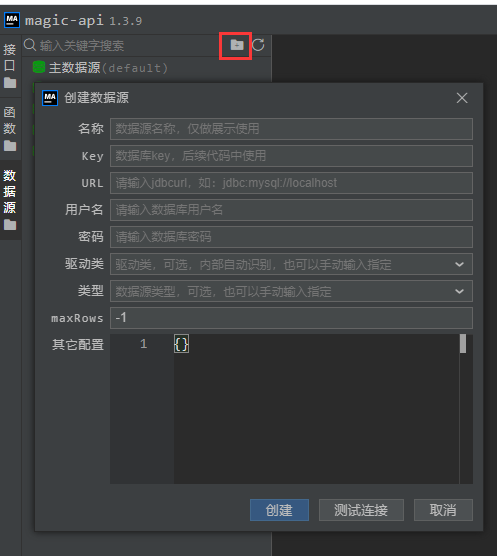 MA magic-api 1.3.9
接口
输入关键字搜索
主数据源(default)
函数
数据源
MA 创建数据源
名称 数据源名称，仅做展示使用
Key 数据库key，后续代码中使用
URL 请输入jdbcurl，如：jdbc:mysql://localhost
用户名 请输入数据库用户名
密码 请输入数据库密码
驱动类 驱动类，可选，内部自动识别，也可以手动输入指定
类型 数据源类型，可选，也可以手动输入指定
maxRows -1
其它配置 1 {}
创建 测试连接 取消